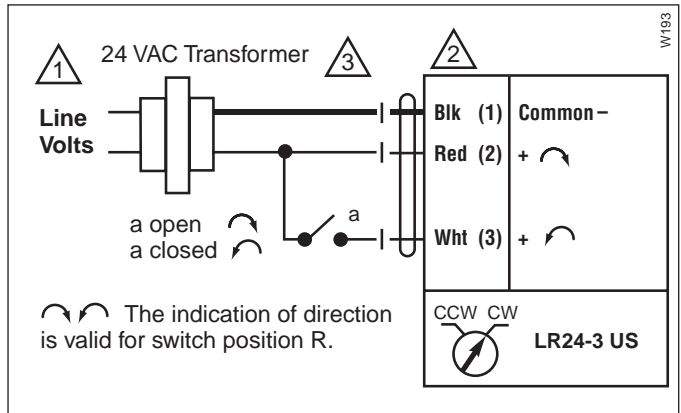 W193
1 24 VAC Transformer 3 2
Line
Volts
Blk (1) Common –
Red (2) +
a
a open
a closed
Wht (3) +
The indication of direction
is valid for switch position R.
CCW CW
LR24-3 US